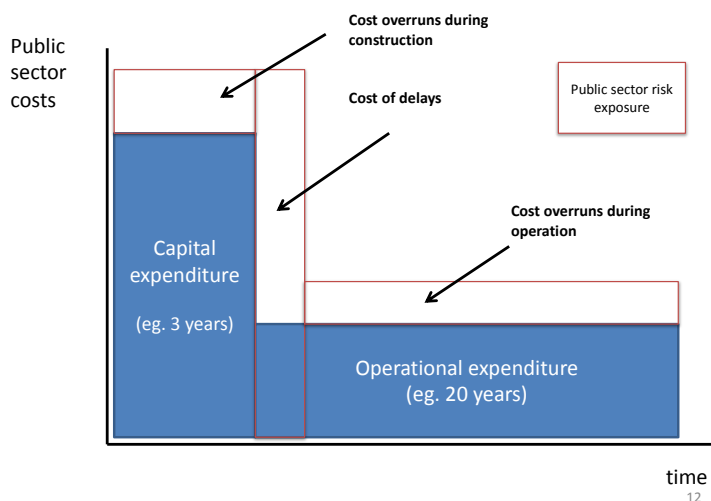 Cost overruns during
construction
Public
sector
costs
Cost of delays
Public sector risk
exposure
Cost overruns during
operation
Capital
expenditure
(eg. 3 years)
Operational expenditure
(eg. 20 years)
time
12